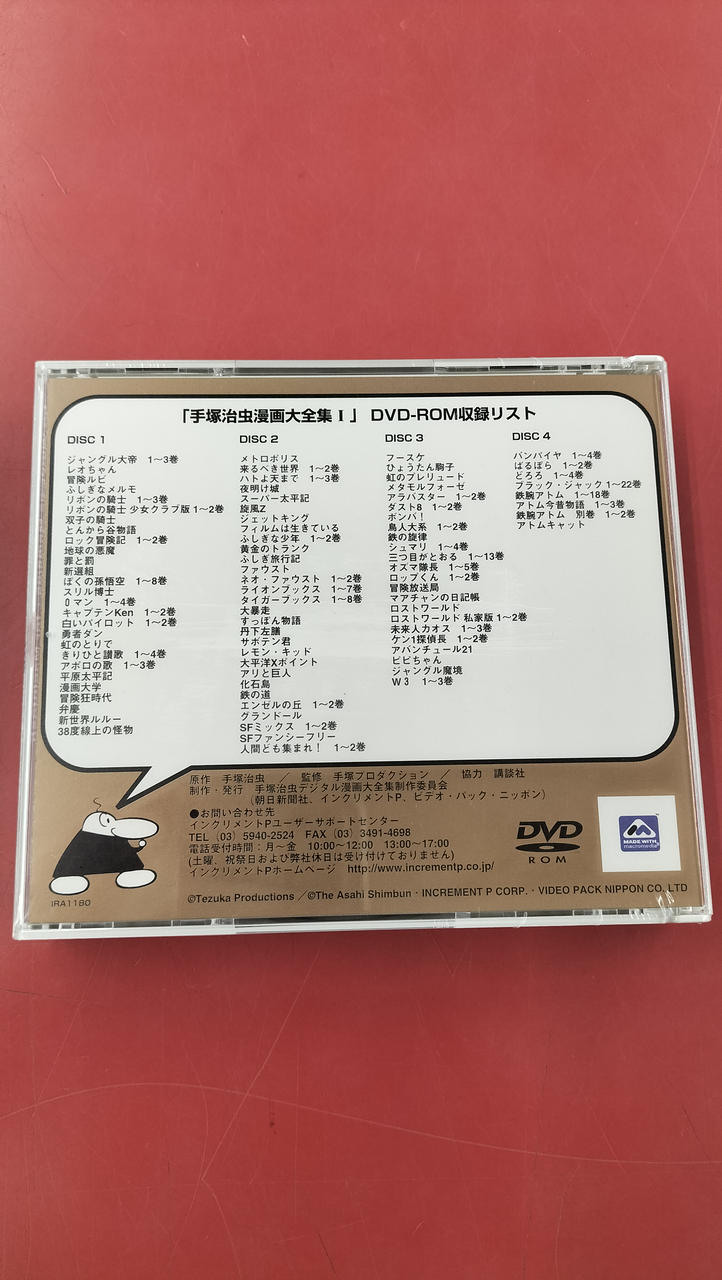 「手塚治虫漫画大全集Ⅰ」 DVD-ROM収録リスト
DISC 1
ジャングル大帝 1〜3巻
レオちゃん
冒険ルビ
ふしぎなメルモ
リボンの騎士 1〜3巻
リボンの騎士 少女クラブ版 1〜2巻
双子の騎士
とんから谷物語
ロック冒険記 1〜2巻
地球の悪魔
罪と罰
新選組
ぼくの孫悟空 1〜8巻
スリル博士
0マン 1〜4巻
キャプテンKen 1〜2巻
白いパイロット 1〜2巻
勇者ダン
虹のとりで
きりひと讃歌 1〜4巻
アポロの歌 1〜3巻
平原太平記
漫画大学
冒険狂時代
弁慶
新世界ルルー
38度線上の怪物
DISC 2
メトロポリス
来るべき世界 1〜2巻
ハトよ天まで 1〜3巻
夜明け城
スーパー太平記
旋風Z
ジェットキング
フィルムは生きている
ふしぎな少年 1〜2巻
黄金のトランク
ふしぎ旅行記
ファウスト
ネオ・ファウスト 1〜2巻
ライオンブックス 1〜7巻
タイガーブックス 1〜8巻
大暴走
すっぽん物語
丹下左膳
サボテン君
レモン・キッド
太平洋Xポイント
アリと巨人
化石島
鉄の道
エンゼルの丘 1〜2巻
グランドール
SFミックス 1〜2巻
SFファンシーフリー
人間ども集まれ! 1〜2巻
DISC 3
フースケ
ひょうたん駒子
虹のプレリュード
メタモルフォーゼ
アラバスター 1〜2巻
ダスト8 1〜2巻
ボンバ!
鳥人大系 1〜2巻
鉄の旋律
シュマリ 1〜4巻
三つ目がとおる 1〜13巻
オズマ隊長 1〜5巻
ロップくん 1〜2巻
冒険放送局
マアチャンの日記帳
ロストワールド
ロストワールド 私家版 1〜2巻
未来人カオス 1〜3巻
ケン1探偵長 1〜2巻
アバンチュール21
ピピちゃん
ジャングル魔境
W3 1〜3巻
DISC 4
バンパイヤ 1〜4巻
ばるぼら 1〜2巻
どろろ 1〜4巻
ブラック・ジャック 1〜22巻
鉄腕アトム 1〜18巻
アトム今昔物語 1〜3巻
鉄腕アトム 別巻 1〜2巻
アトムキャット
原作 手塚治虫 / 監修 手塚プロダクション / 協力 講談社
制作・発行 手塚治虫デジタル漫画大全集制作委員会
(朝日新聞社、インクリメントP、ビデオ・パック・ニッポン)
●お問い合わせ先
インクリメントPユーザーサポートセンター
TEL (03) 5940-2524 FAX (03) 3491-4698
電話受付時間:月〜金 10:00〜12:00 13:00〜17:00
(土曜、祝祭日および弊社休日は受け付けておりません)
インクリメントPホームページ http://www.incrementp.co.jp/
DVD
ROM
MADE WITH
macromedia
IRA1180
©Tezuka Productions /©The Asahi Shimbun・INCREMENT P CORP.・VIDEO PACK NIPPON CO. LTD